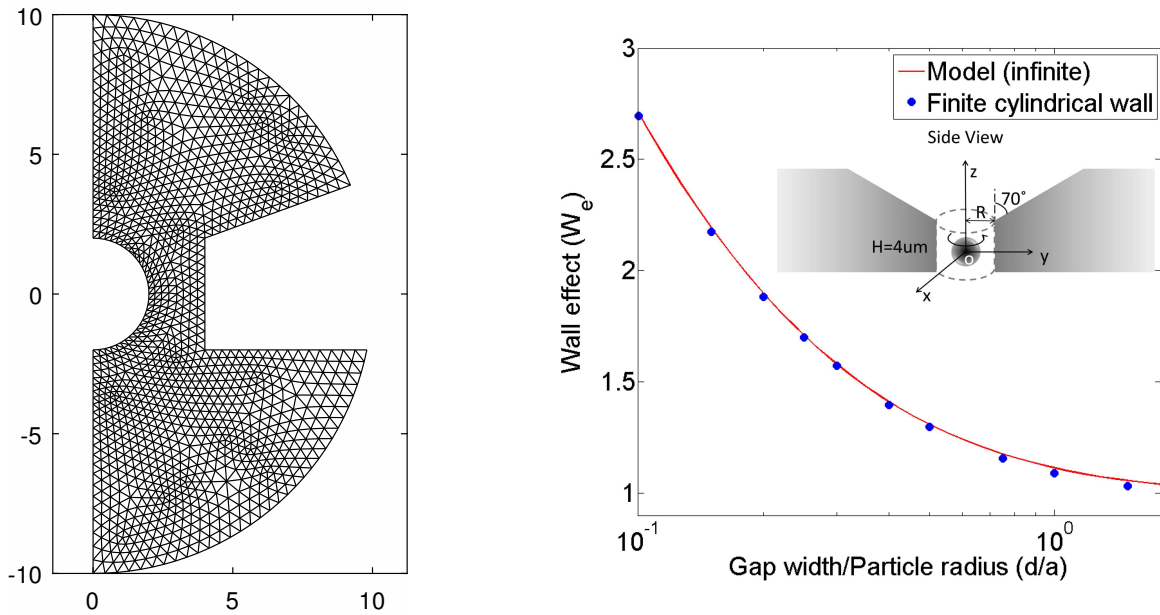 10
5
0
-5
-10
0
5
10
3
2.5
2
1.5
1
Wall effect (W_e)
Model (infinite)
Finite cylindrical wall
Side View
z
70°
R
H=4um
O
y
x
10^-1
10^0
Gap width/Particle radius (d/a)